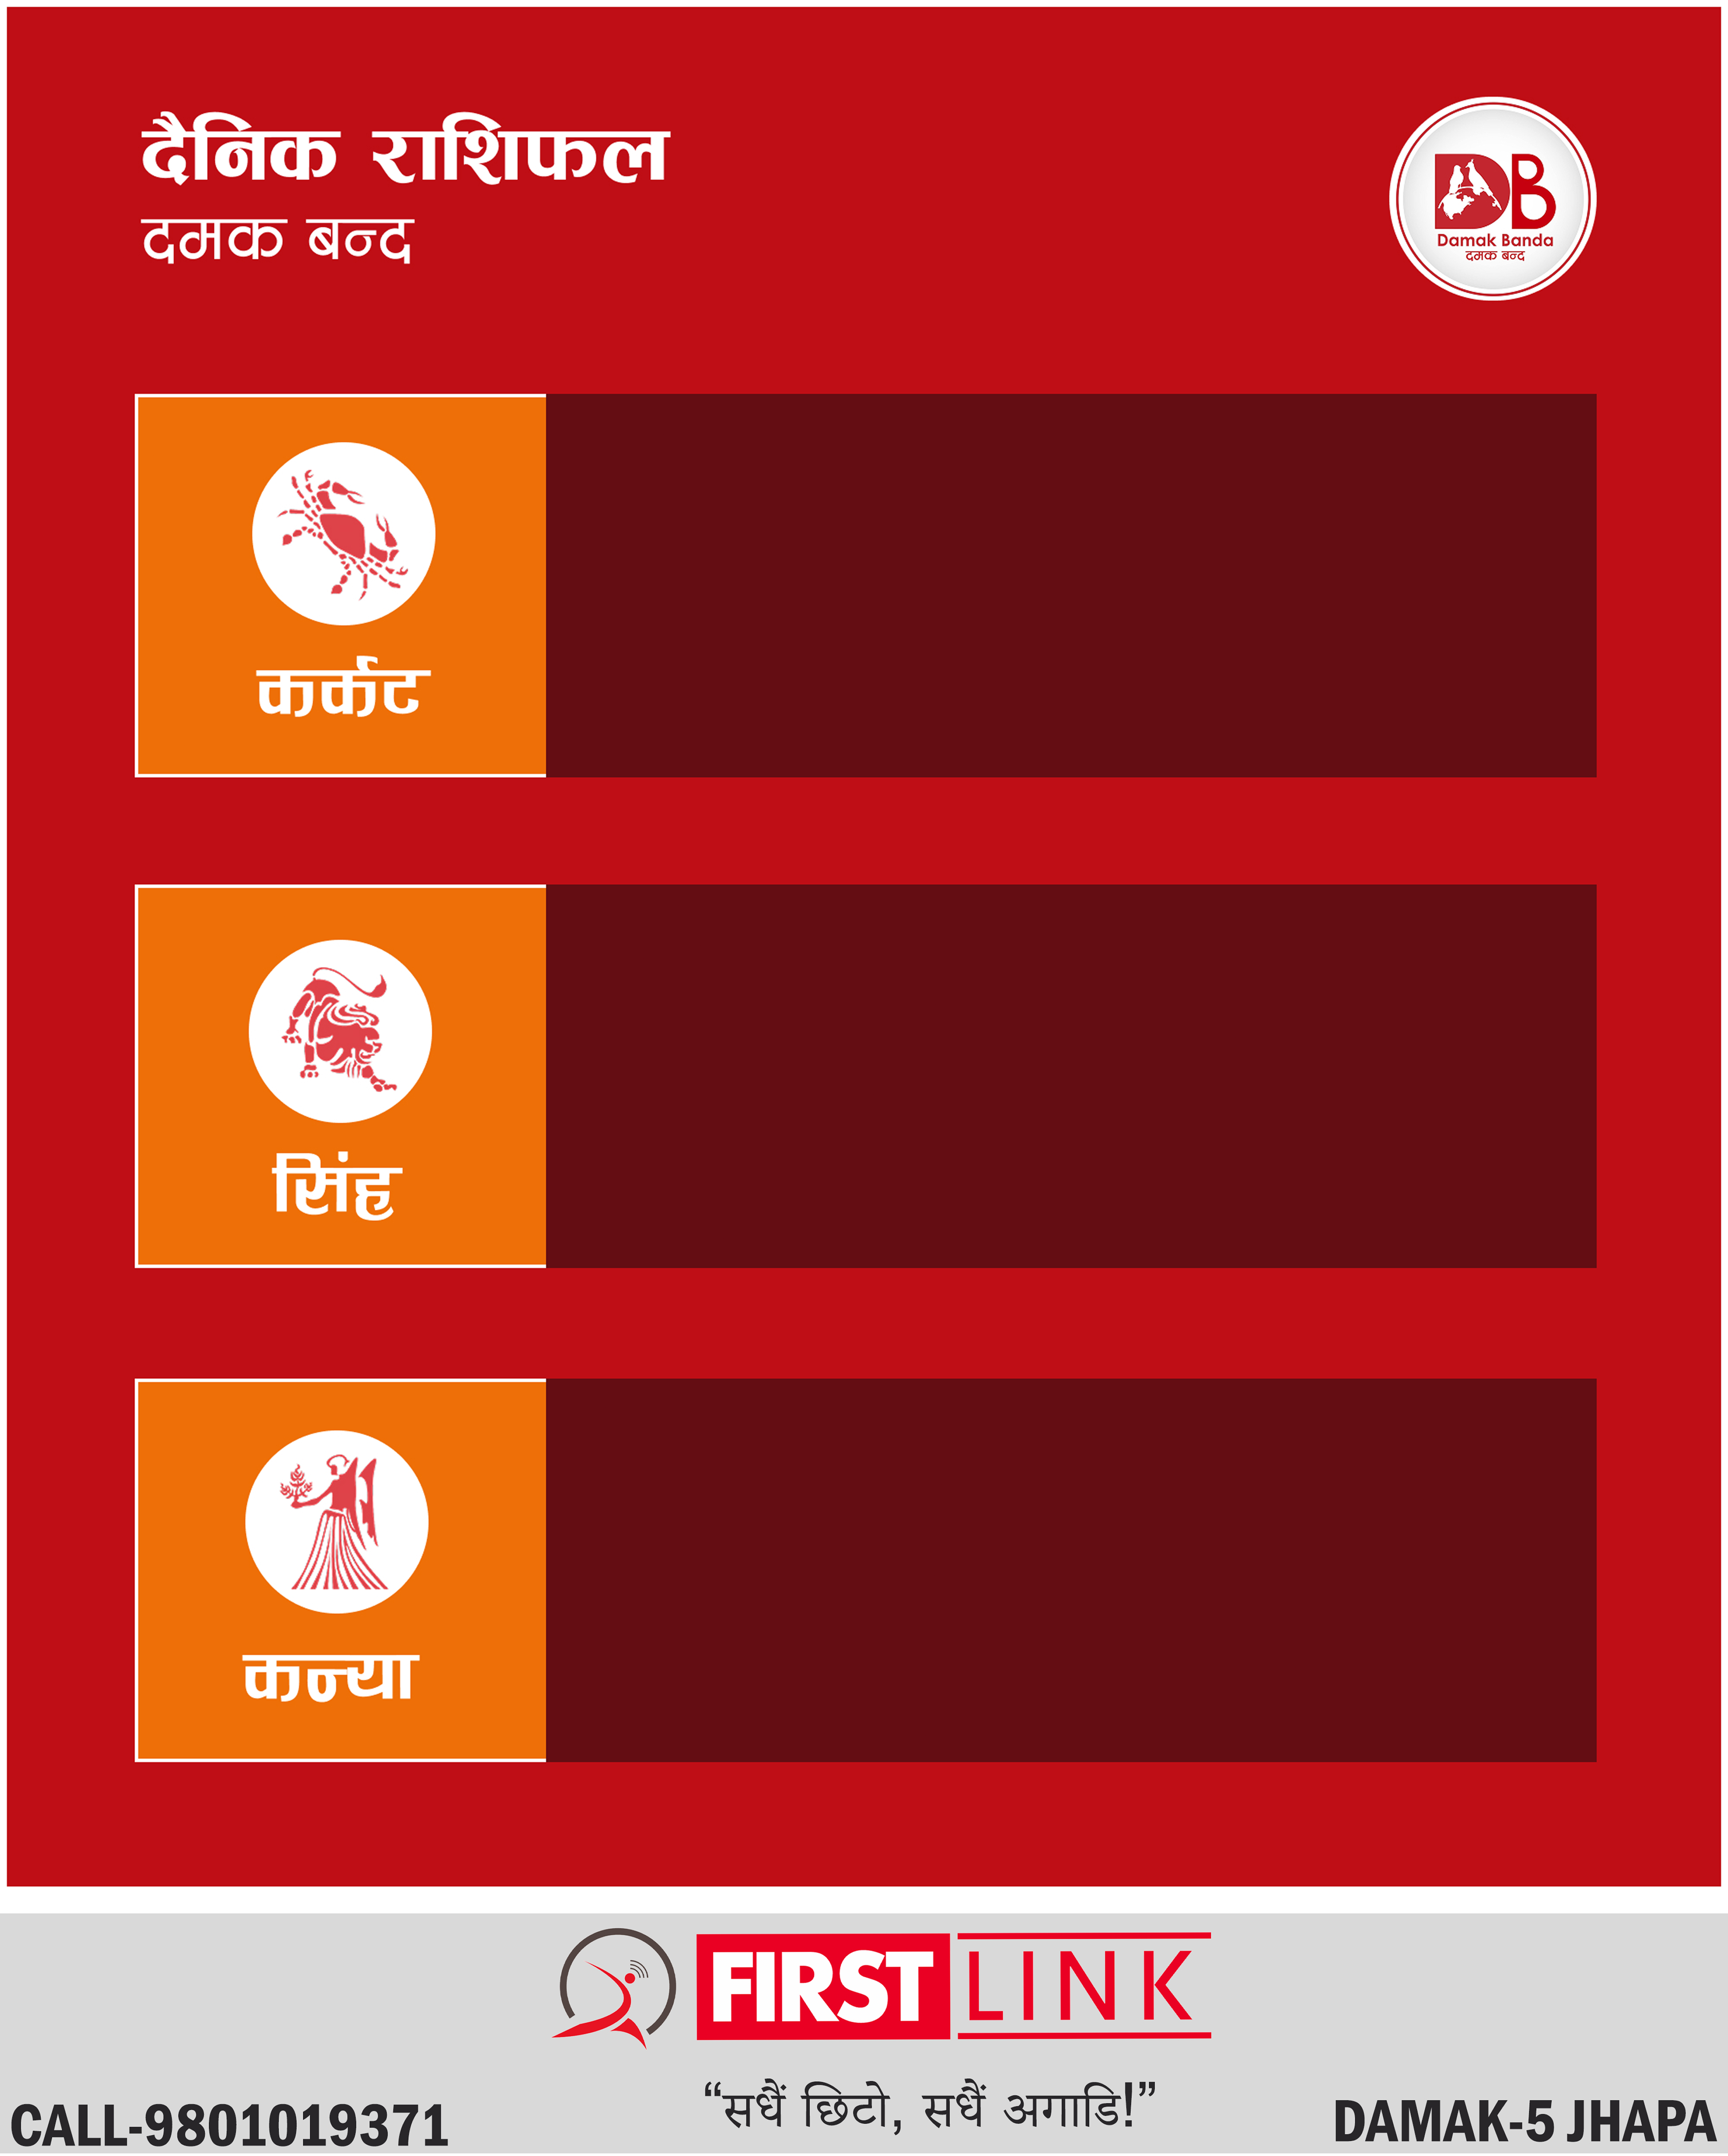 दैनिक राशिफल
दमक बन्द
DB
Damak Banda
दमक बन्द
कर्कट
सिंह
कन्या
FIRST LINK
“सधैं छिटो, सधैं अगाडि!”
CALL-9801019371
DAMAK-5 JHAPA